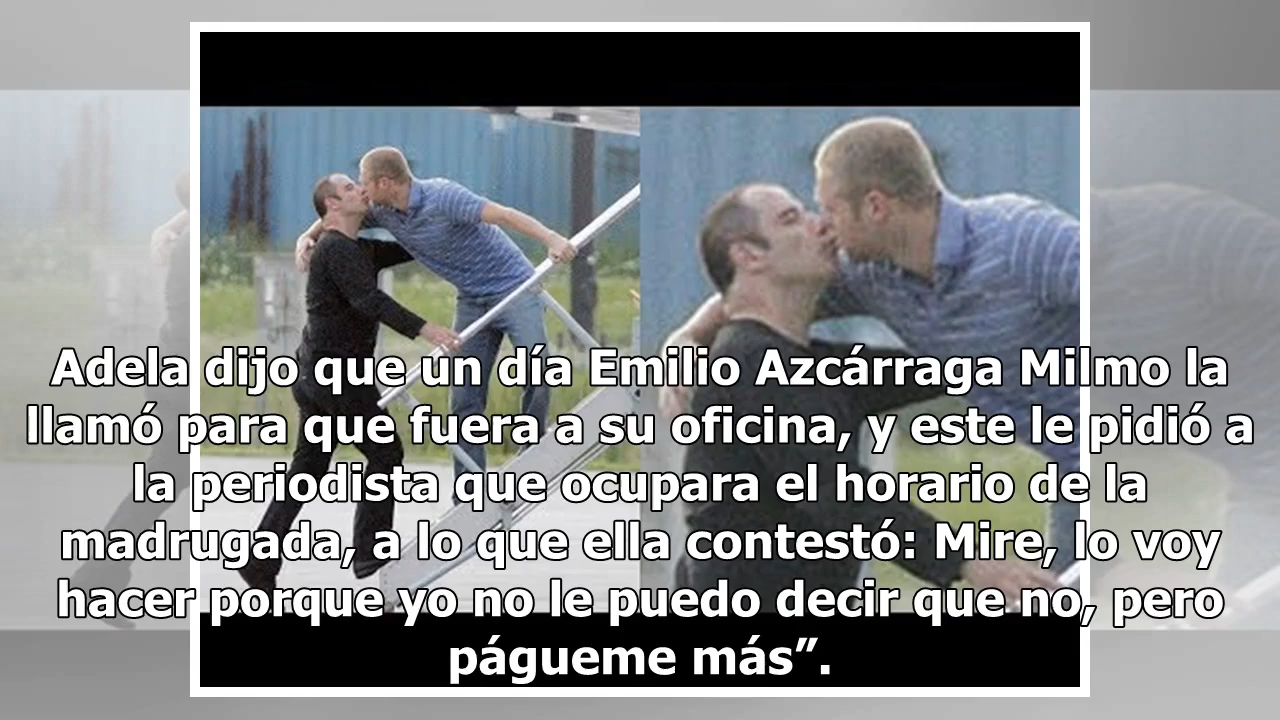 Adela dijo que un día Emilio Azcárraga Milmo la
llamó para que fuera a su oficina, y este le pidió a
la periodista que ocupara el horario de la
madrugada, a lo que ella contestó: Mire, lo voy
hacer porque yo no le puedo decir que no, pero
págueme más”.